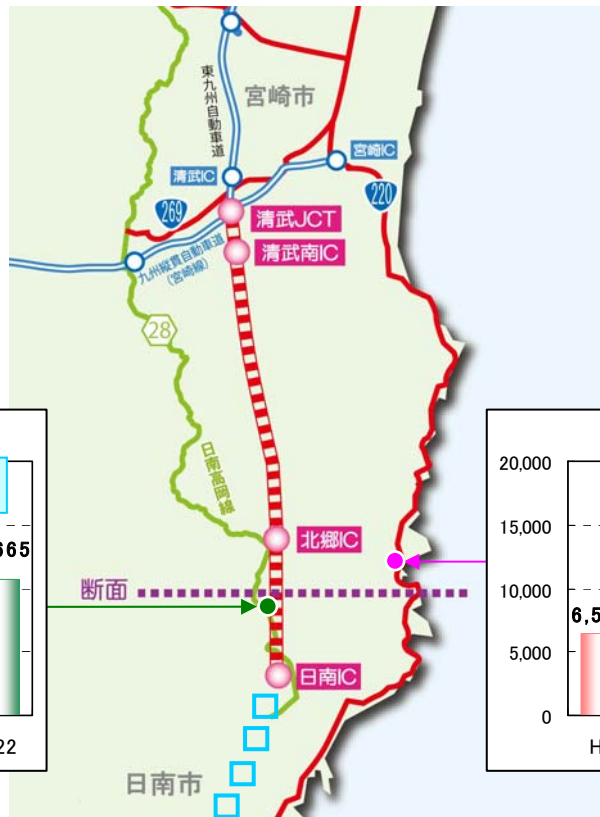 東九州自動車道
宮崎市
清武IC
宮崎IC
269
220
清武JCT
清武南IC
九州縦貫自動車道
(宮崎線)
28
日南高岡線
北郷IC
断面
日南IC
日南市
665
22
20,000
15,000
10,000
6,5
5,000
0
H